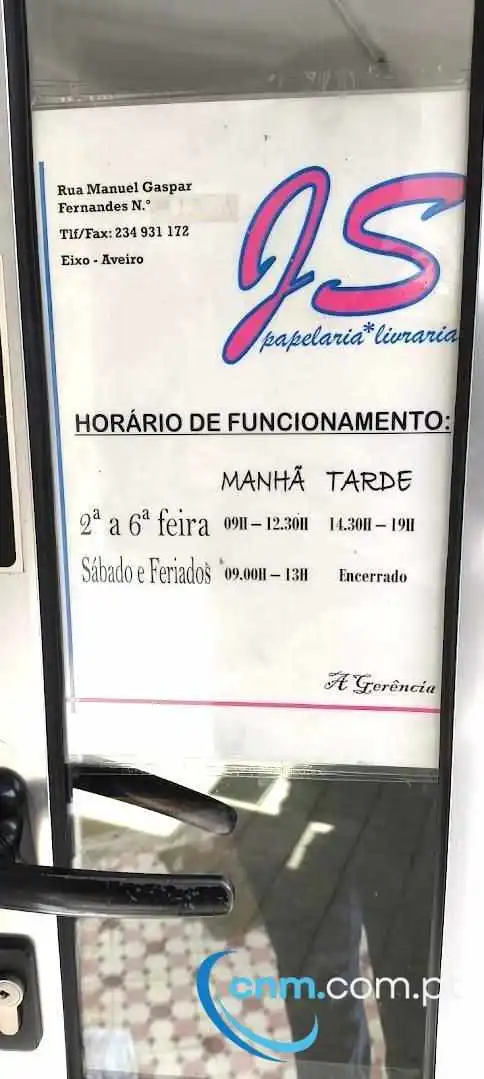 Rua Manuel Gaspar
Fernandes N.º
Tlf/Fax: 234 931 172
Eixo - Aveiro
JS
papelaria*livraria
HORÁRIO DE FUNCIONAMENTO:
MANHÃ TARDE
2ª a 6ª feira 09H – 12.30H 14.30H – 19H
Sábado e Feriados 09.00H – 13H Encerrado
A Gerência
cnm.com.pt